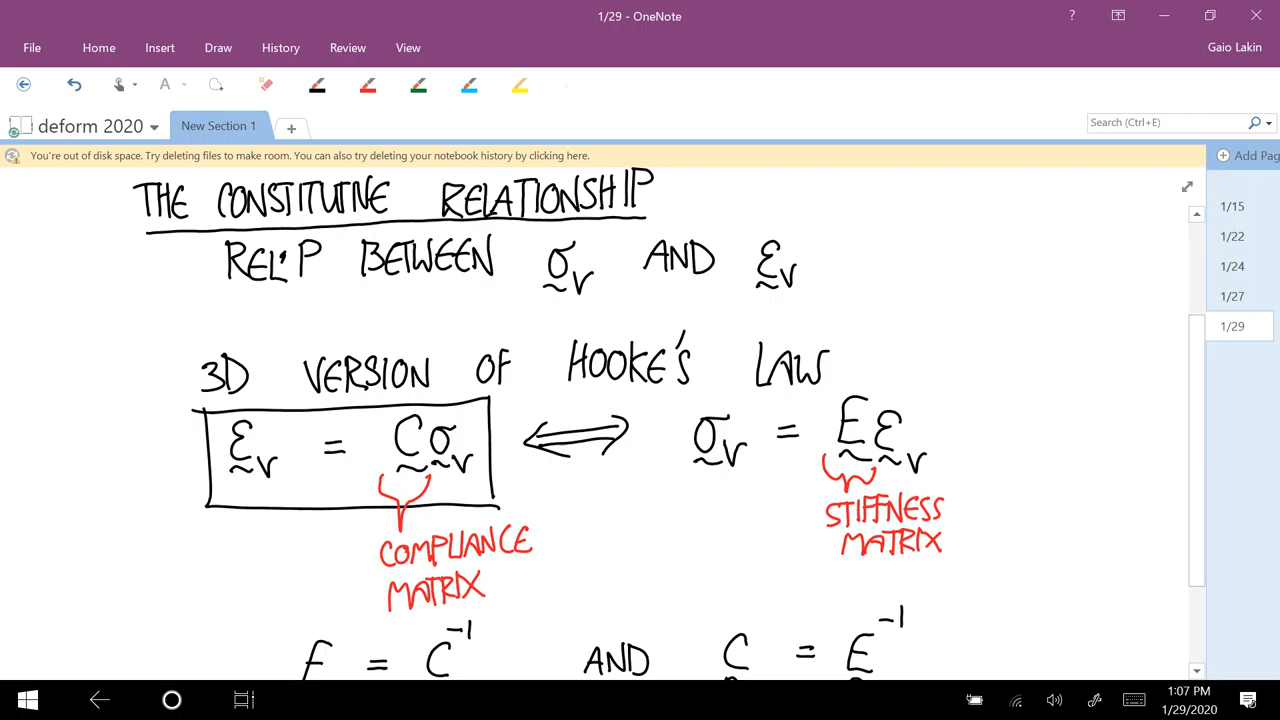 1/29 - OneNote
?
File Home Insert Draw History Review View Gaio Lakin
A
deform 2020 New Section 1 + Search (Ctrl+E)
You're out of disk space. Try deleting files to make room. You can also try deleting your notebook history by clicking here.
Add Pag
1/15
1/22
1/24
1/27
1/29
THE CONSTITUTIVE RELATIONSHIP
REL'P BETWEEN σv AND εv
3D VERSION OF HOOKE'S LAW
εv = Cσv ⟺ σv = Eεv
COMPLIANCE MATRIX
STIFFNESS MATRIX
E = C⁻¹ AND C = E⁻¹
1:07 PM
1/29/2020